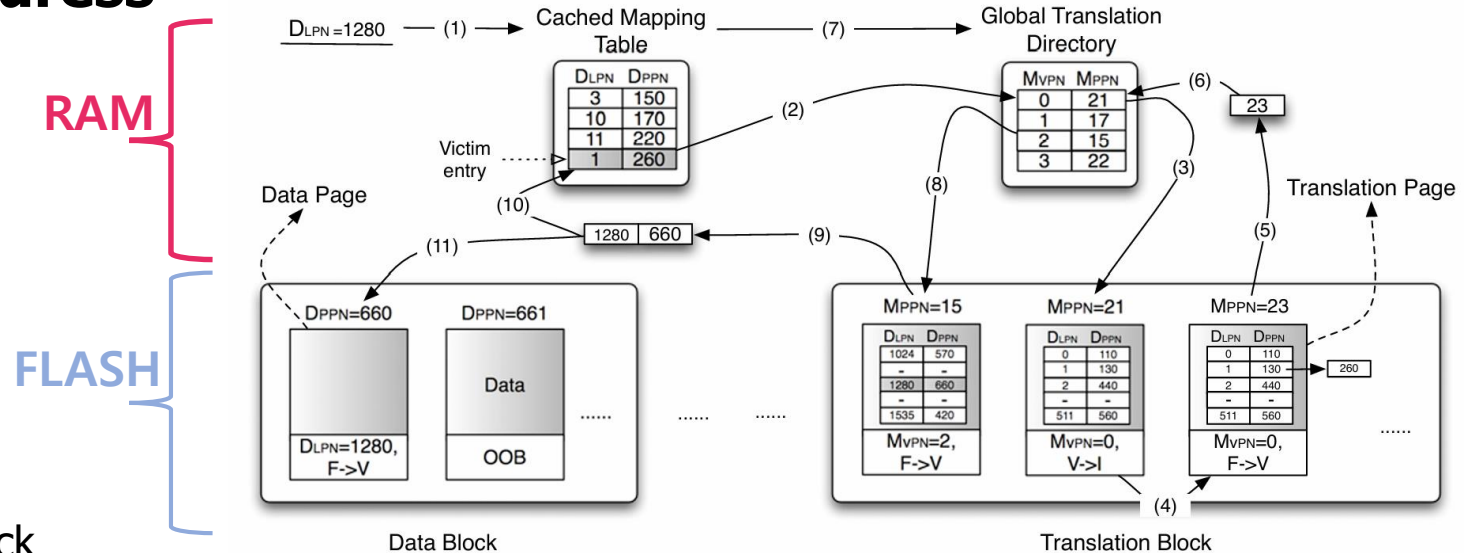 DLPN =1280
(1)
Cached Mapping
Table
(7)
Global Translation
Directory
RAM
DLPN DPPN
3 150
10 170
11 220
1 260
Victim
entry
(2)
MVPN MPPN
0 21
1 17
2 15
3 22
(6)
23
(3)
(8)
(5)
Data Page
Translation Page
(10)
1280 660
(9)
(11)
FLASH
DPPN=660
DLPN=1280,
F->V
DPPN=661
Data
OOB
......
......
......
Data Block
MPPN=15
DLPN DPPN
1024 570
- -
1280 660
- -
1535 420
MVPN=2,
F->V
MPPN=21
DLPN DPPN
0 110
1 130
2 440
- -
511 560
MVPN=0,
V->I
MPPN=23
DLPN DPPN
0 110
1 130
2 440
- -
511 560
260
MVPN=0,
F->V
......
(4)
Translation Block